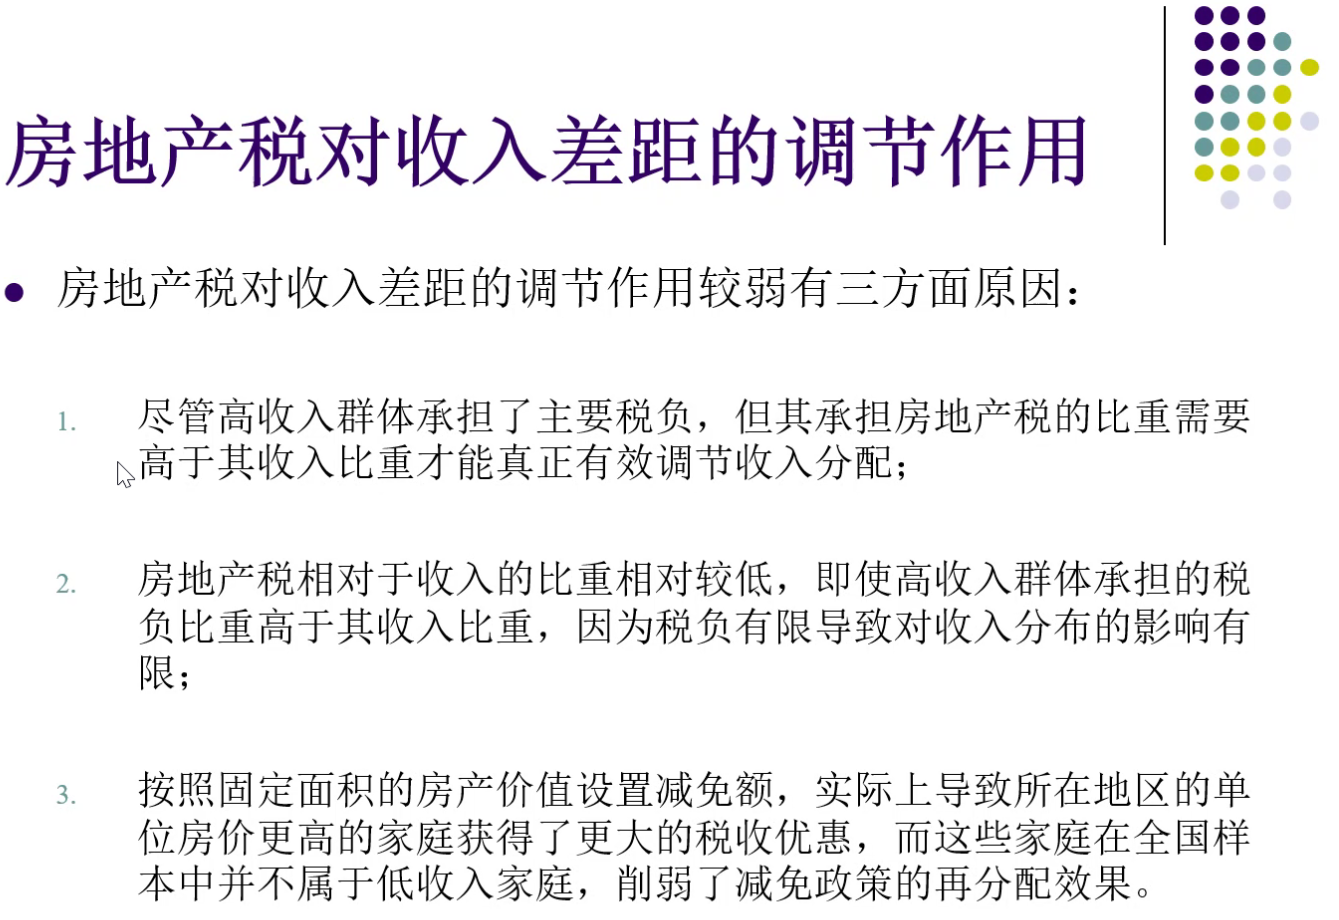 房地产税对收入差距的调节作用
● 房地产税对收入差距的调节作用较弱有三方面原因：
1. 尽管高收入群体承担了主要税负，但其承担房地产税的比重需要
高于其收入比重才能真正有效调节收入分配；
2. 房地产税相对于收入的比重相对较低，即使高收入群体承担的税
负比重高于其收入比重，因为税负有限导致对收入分布的影响有
限；
3. 按照固定面积的房产价值设置减免额，实际上导致所在地区的单
位房价更高的家庭获得了更大的税收优惠，而这些家庭在全国样
本中并不属于低收入家庭，削弱了减免政策的再分配效果。